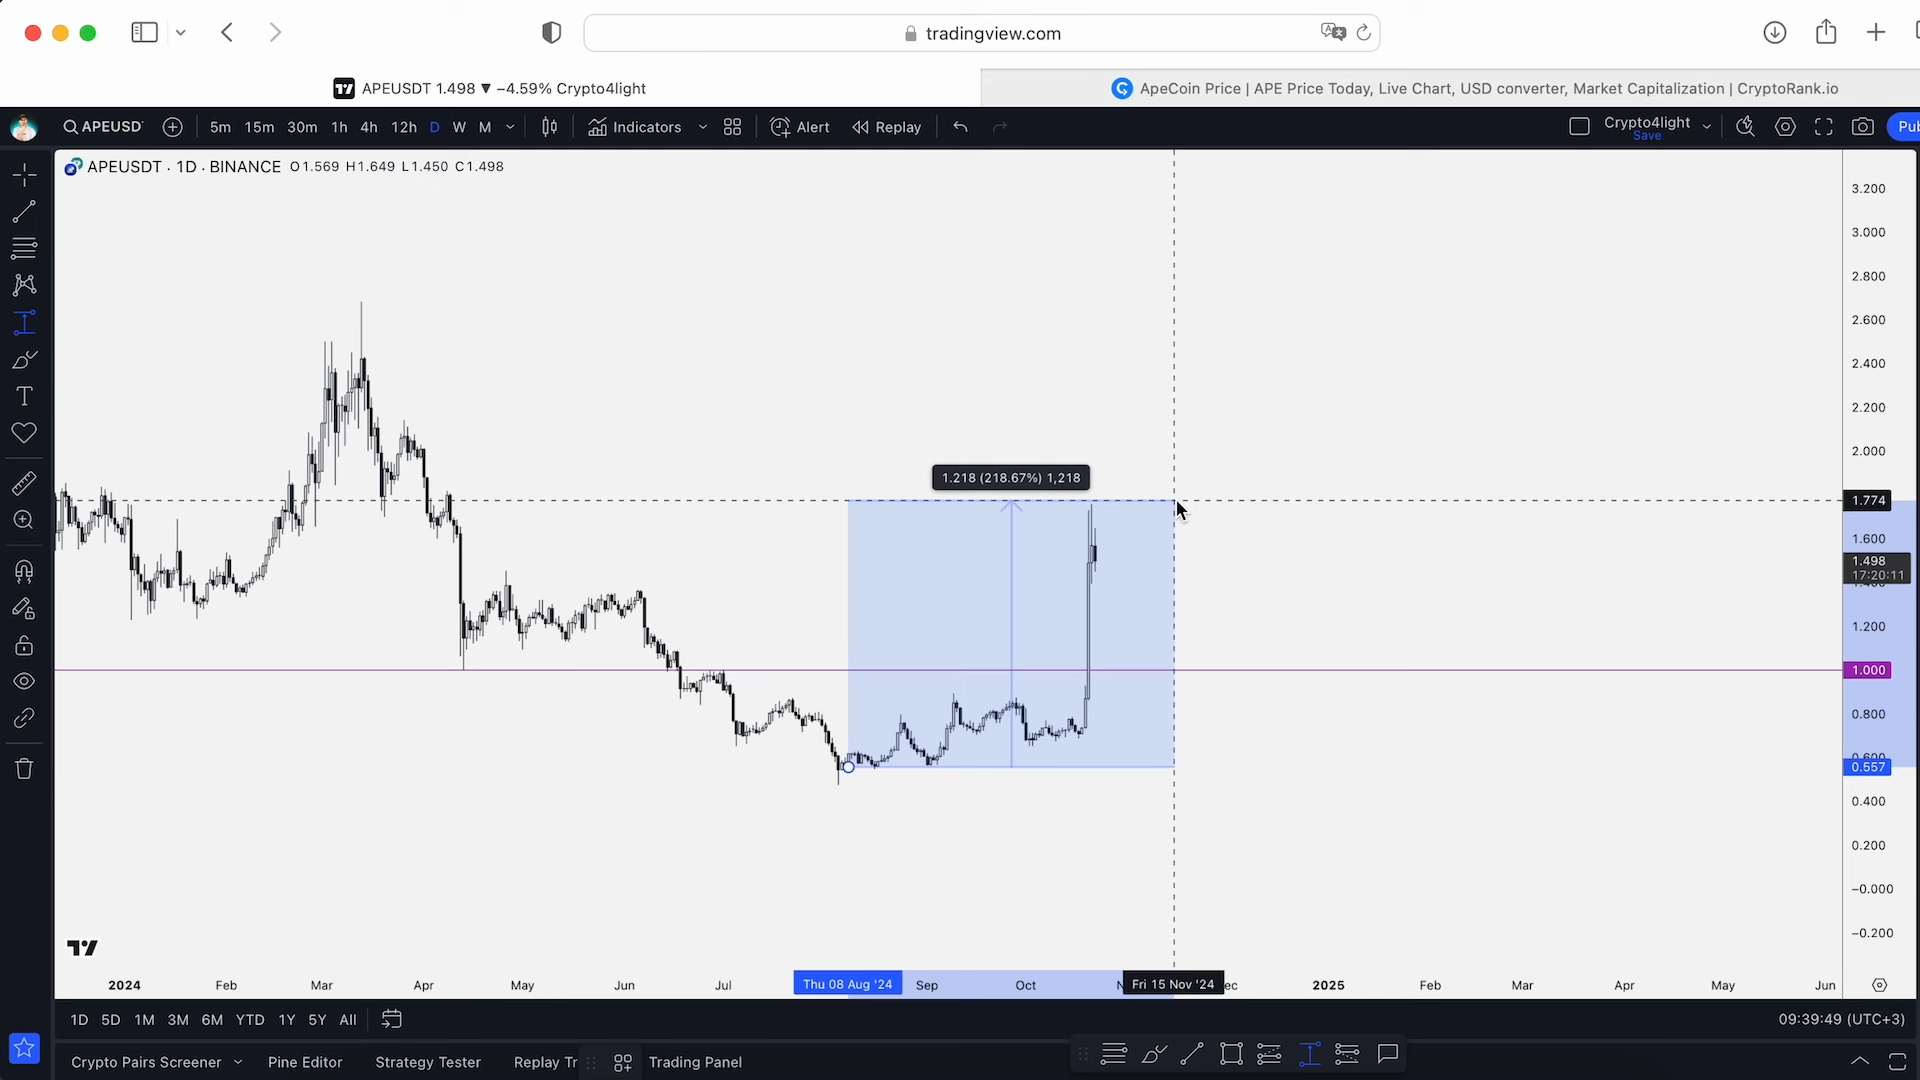 tradingview.com
APEUSDT 1.498 ▼ −4.59% Crypto4light
ApeCoin Price | APE Price Today, Live Chart, USD converter, Market Capitalization | CryptoRank.io
APEUSD
5m 15m 30m 1h 4h 12h D W M
Indicators
Alert
Replay
Crypto4light
Save
Pub
APEUSDT · 1D · BINANCE O1.569 H1.649 L1.450 C1.498
3.200
3.000
2.800
2.600
2.400
2.200
2.000
1.218 (218.67%) 1,218
1.774
1.600
1.498
17:20:11
1.200
1.000
0.800
0.557
0.400
0.200
−0.000
−0.200
2024 Feb Mar Apr May Jun Jul Thu 08 Aug '24 Sep Oct Fri 15 Nov '24 ec 2025 Feb Mar Apr May Jun
1D 5D 1M 3M 6M YTD 1Y 5Y All
09:39:49 (UTC+3)
Crypto Pairs Screener Pine Editor Strategy Tester Replay Tr Trading Panel